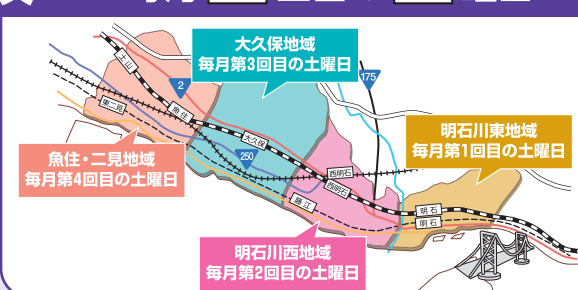 大久保地域
毎月第3回目の土曜日
175
2
土山
魚住
東二見
大久保
250
明石川東地域
毎月第1回目の土曜日
魚住・二見地域
毎月第4回目の土曜日
西明石
西明石
藤江
明石
明石
明石川西地域
毎月第2回目の土曜日